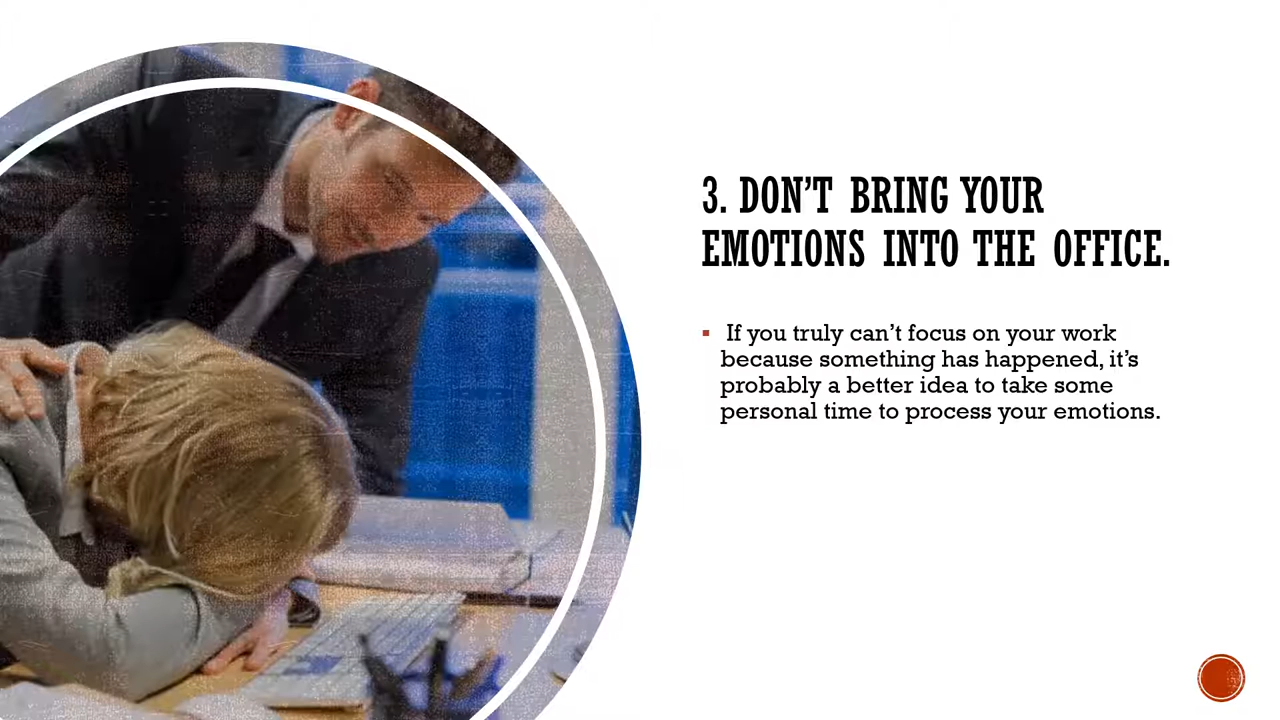 3. DON'T BRING YOUR
EMOTIONS INTO THE OFFICE.
▪ If you truly can't focus on your work
because something has happened, it's
probably a better idea to take some
personal time to process your emotions.